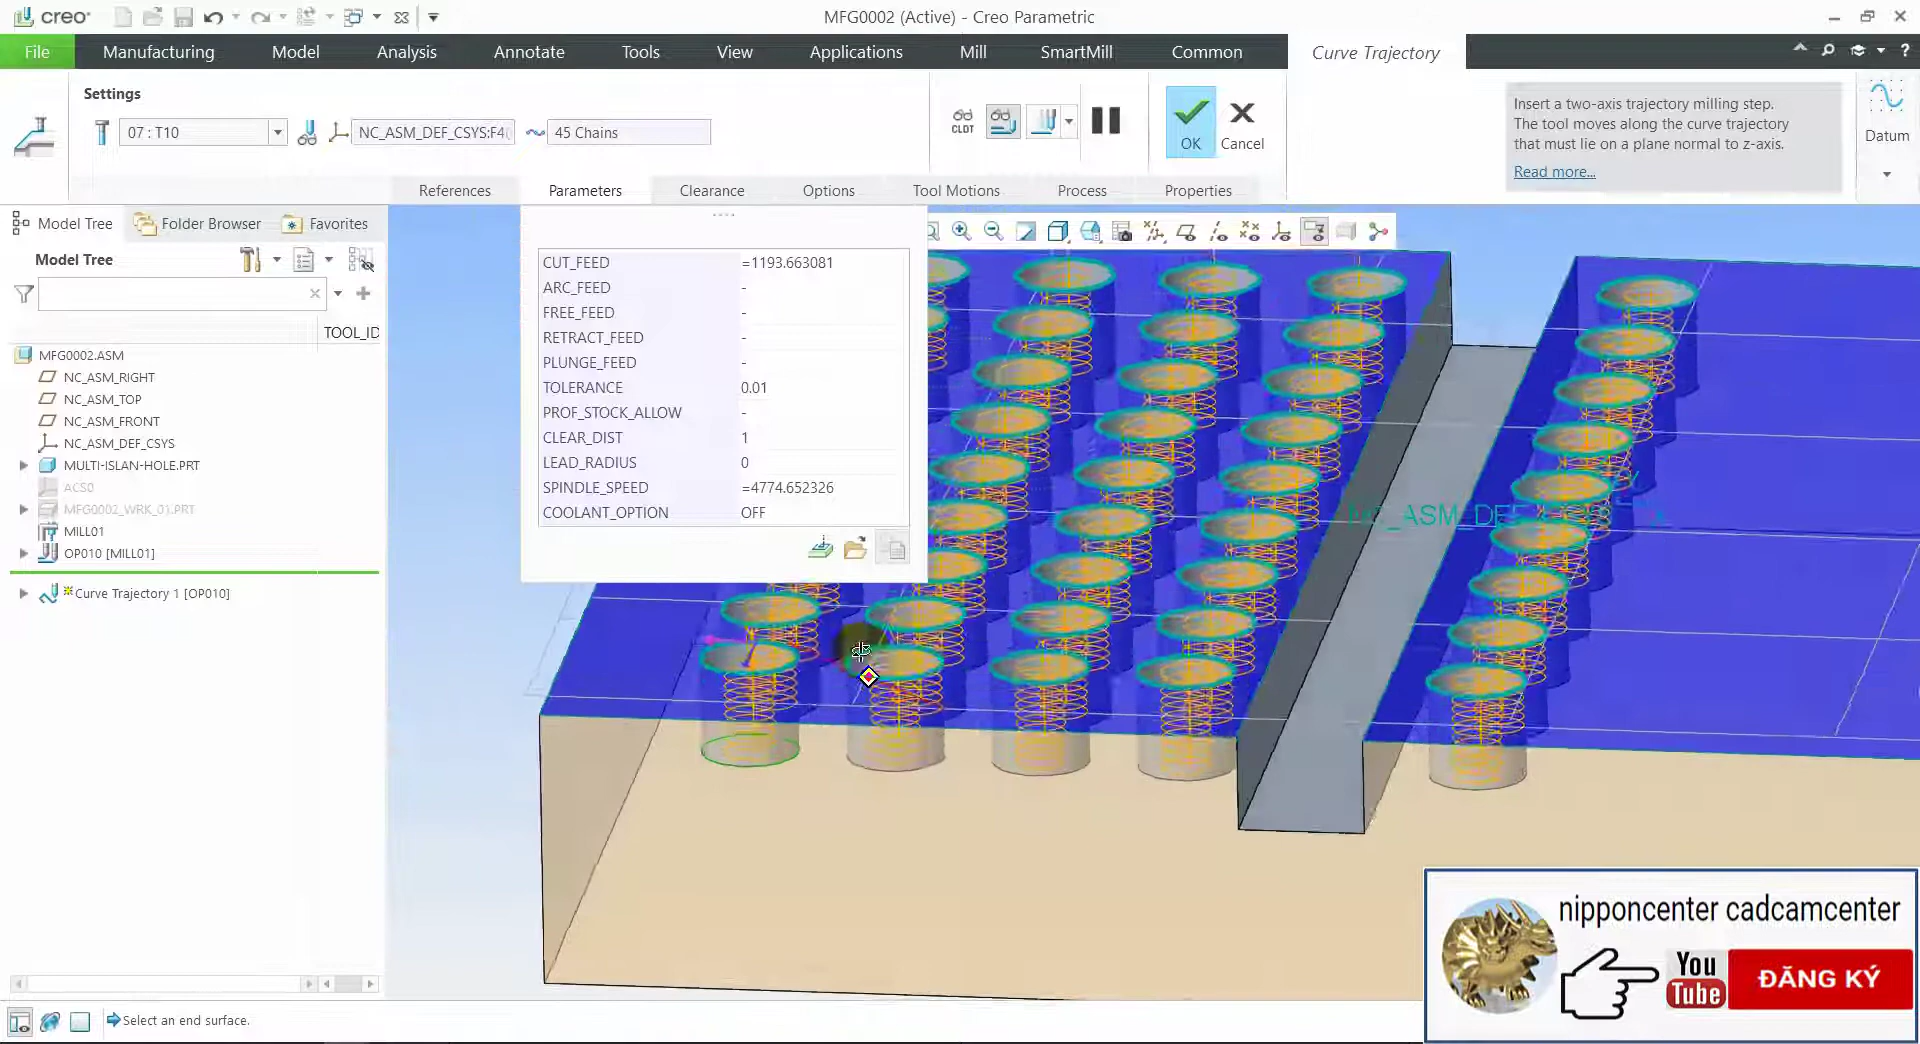 creo
MFG0002 (Active) - Creo Parametric
File
Manufacturing
Model
Analysis
Annotate
Tools
View
Applications
Mill
SmartMill
Common
Curve Trajectory
Settings
07 : T10
NC_ASM_DEF_CSYS:F4
45 Chains
CLDT
OK
Cancel
Insert a two-axis trajectory milling step.
The tool moves along the curve trajectory
that must lie on a plane normal to z-axis.
Read more...
Datum
References
Parameters
Clearance
Options
Tool Motions
Process
Properties
Model Tree
Folder Browser
Favorites
Model Tree
TOOL_ID
MFG0002.ASM
NC_ASM_RIGHT
NC_ASM_TOP
NC_ASM_FRONT
NC_ASM_DEF_CSYS
MULTI-ISLAN-HOLE.PRT
ACS0
MFG0002_WRK_01.PRT
MILL01
OP010 [MILL01]
Curve Trajectory 1 [OP010]
CUT_FEED =1193.663081
ARC_FEED -
FREE_FEED -
RETRACT_FEED -
PLUNGE_FEED -
TOLERANCE 0.01
PROF_STOCK_ALLOW -
CLEAR_DIST 1
LEAD_RADIUS 0
SPINDLE_SPEED =4774.652326
COOLANT_OPTION OFF
nipponcenter cadcamcenter
You
Tube
ĐĂNG KÝ
Select an end surface.